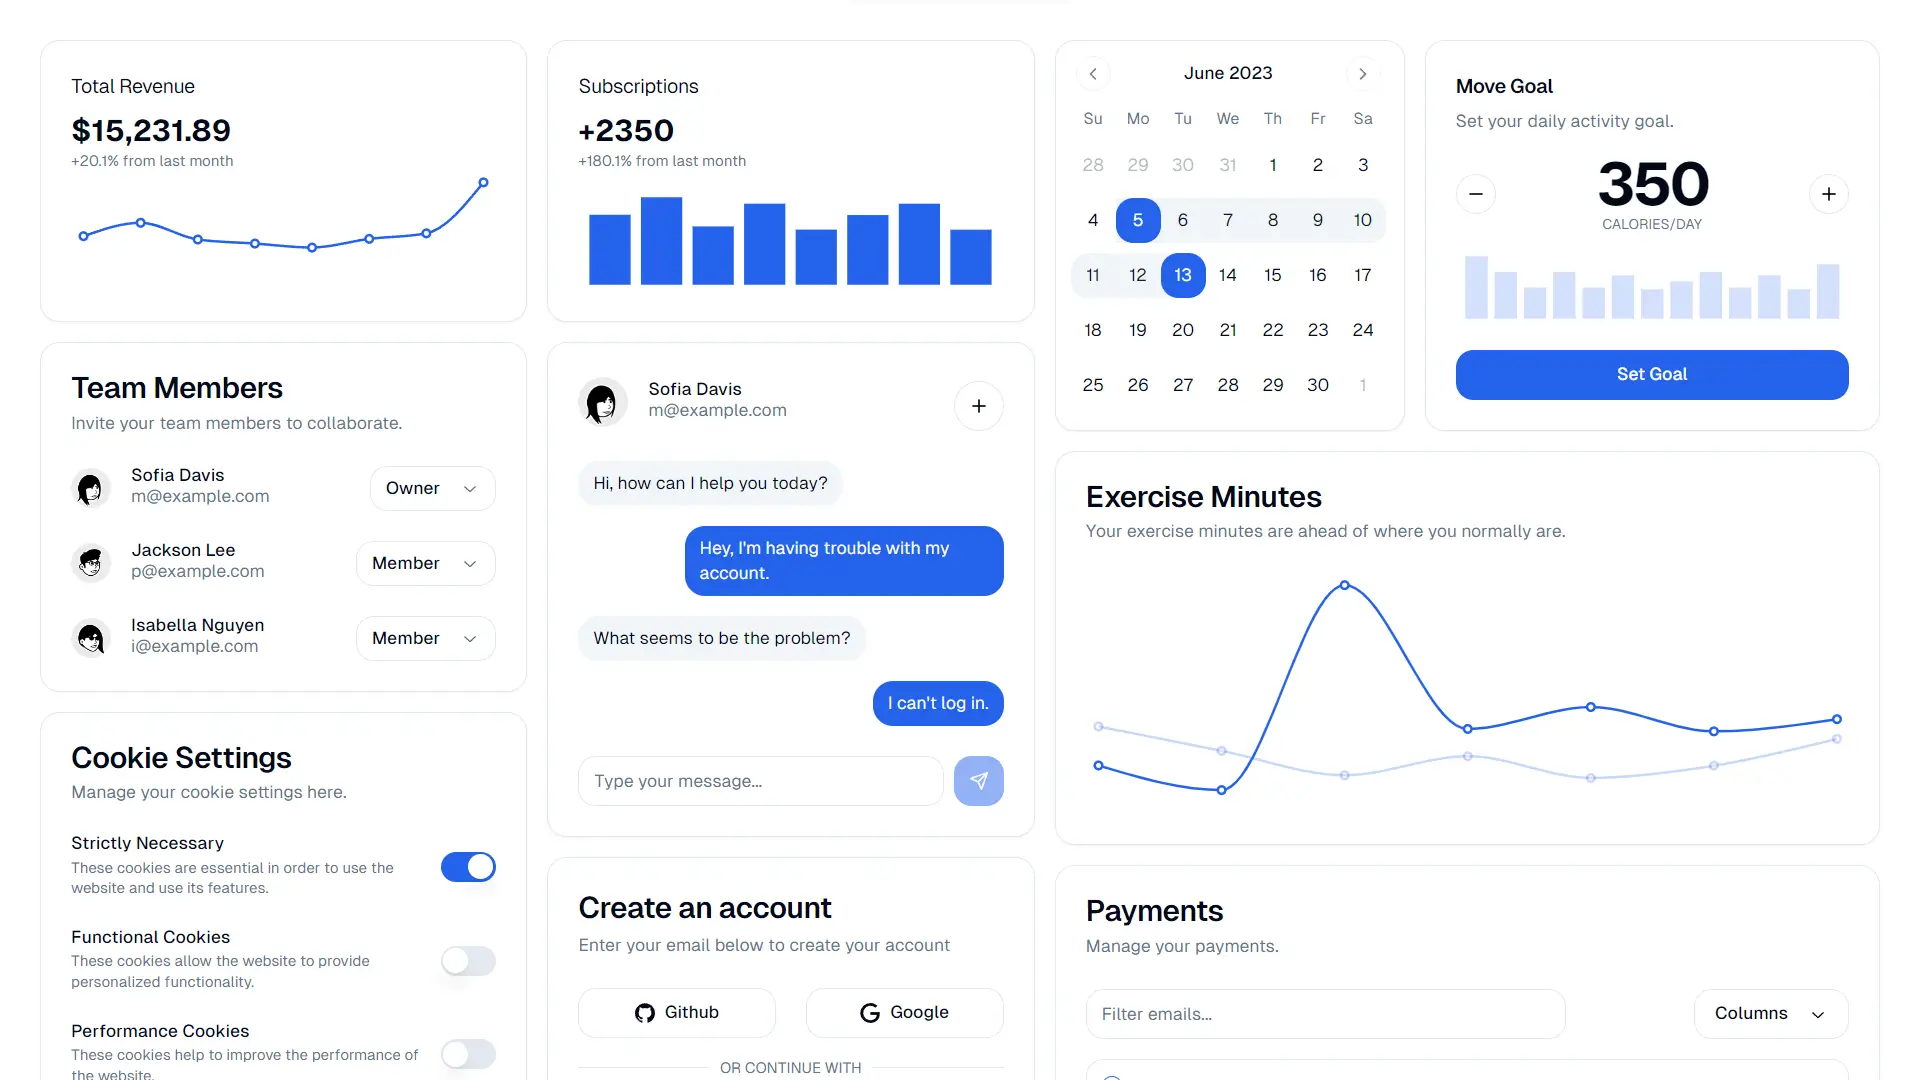 Total Revenue
$15,231.89
+20.1% from last month
Subscriptions
+2350
+180.1% from last month
June 2023
Su Mo Tu We Th Fr Sa
28 29 30 31 1 2 3
4 5 6 7 8 9 10
11 12 13 14 15 16 17
18 19 20 21 22 23 24
25 26 27 28 29 30 1
Move Goal
Set your daily activity goal.
350
CALORIES/DAY
Set Goal
Team Members
Invite your team members to collaborate.
Sofia Davis
m@example.com
Owner
Jackson Lee
p@example.com
Member
Isabella Nguyen
i@example.com
Member
Sofia Davis
m@example.com
Hi, how can I help you today?
Hey, I'm having trouble with my
account.
What seems to be the problem?
I can't log in.
Type your message...
Exercise Minutes
Your exercise minutes are ahead of where you normally are.
Cookie Settings
Manage your cookie settings here.
Strictly Necessary
These cookies are essential in order to use the
website and use its features.
Functional Cookies
These cookies allow the website to provide
personalized functionality.
Performance Cookies
These cookies help to improve the performance of
the website.
Create an account
Enter your email below to create your account
Github
Google
OR CONTINUE WITH
Payments
Manage your payments.
Filter emails...
Columns